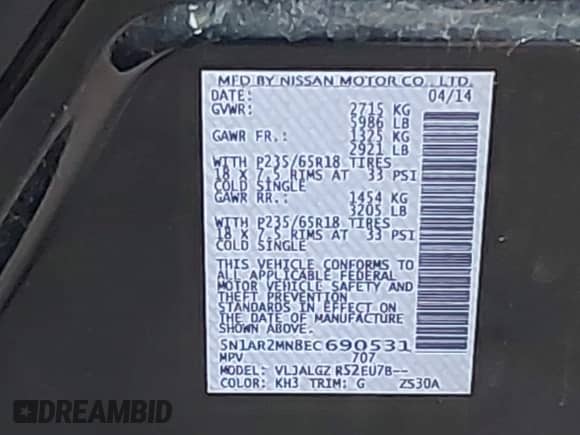 MFD BY NISSAN MOTOR CO., LTD.
DATE: 04/14
GVWR: 2715 KG
5986 LB
GAWR FR.: 1325 KG
2921 LB
WITH P235/65R18 TIRES
18 X 7.5 RIMS AT 33 PSI
COLD SINGLE
GAWR RR.: 1454 KG
3205 LB
WITH P235/65R18 TIRES
18 X 7.5 RIMS AT 33 PSI
COLD SINGLE
THIS VEHICLE CONFORMS TO
ALL APPLICABLE FEDERAL
MOTOR VEHICLE SAFETY AND
THEFT PREVENTION
STANDARDS IN EFFECT ON
THE DATE OF MANUFACTURE
SHOWN ABOVE.
5N1AR2MN8EC690531
MPV 707
MODEL: VLJALGZ R52EU7B--
COLOR: KH3 TRIM: G ZS30A
DREAMBID